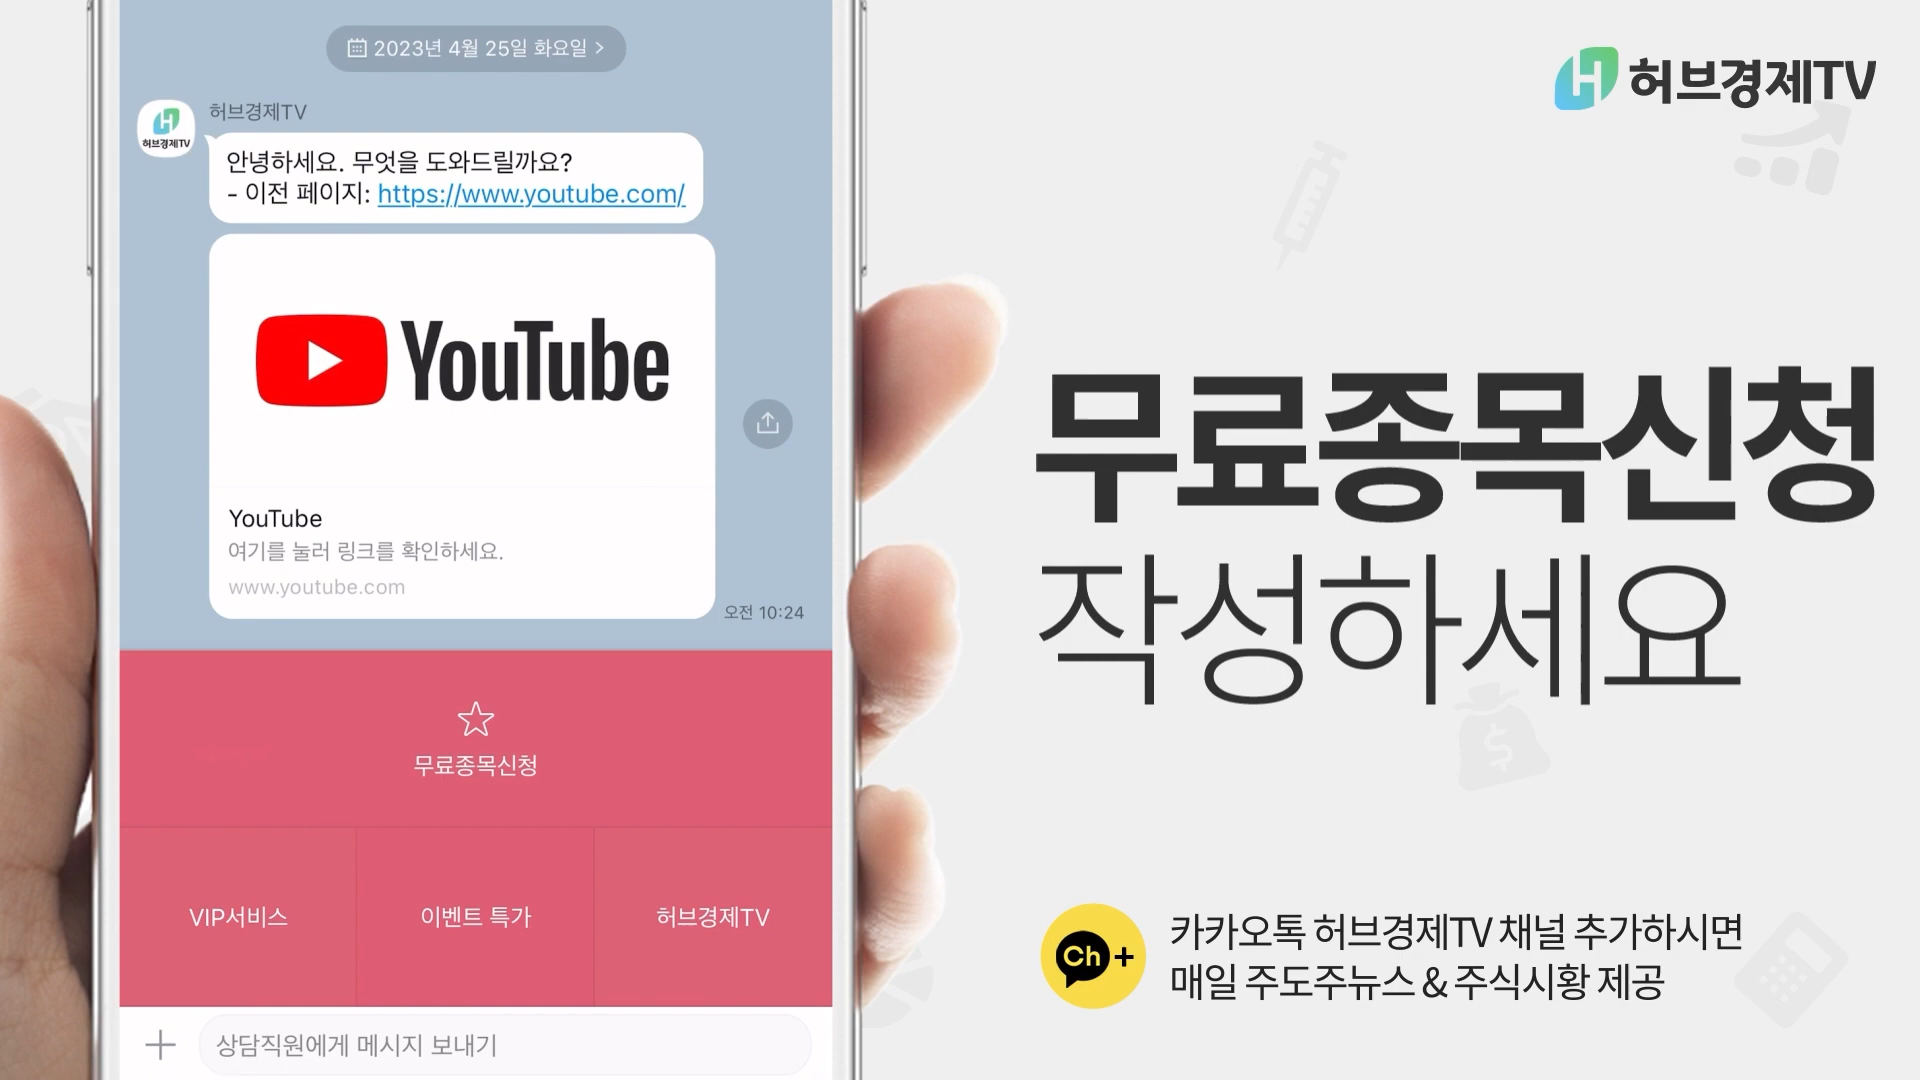 2023년 4월 25일 화요일 >
허브경제TV
허브경제TV
안녕하세요. 무엇을 도와드릴까요?
- 이전 페이지: https://www.youtube.com/
YouTube
YouTube
여기를 눌러 링크를 확인하세요.
www.youtube.com
오전 10:24
무료종목신청
VIP서비스
이벤트 특가
허브경제TV
상담직원에게 메시지 보내기
허브경제TV
무료종목신청
작성하세요
Ch+
카카오톡 허브경제TV 채널 추가하시면
매일 주도주뉴스 & 주식시황 제공